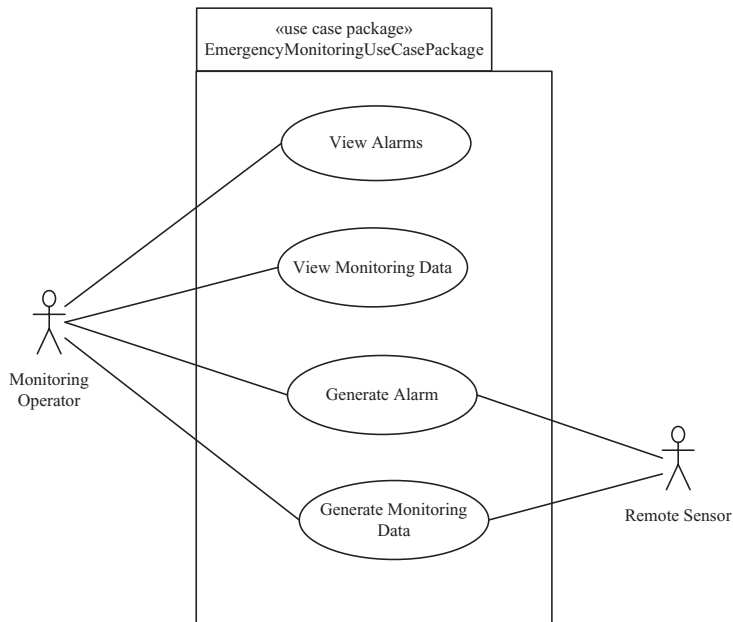 «use case package»
EmergencyMonitoringUseCasePackage
View Alarms
View Monitoring Data
Monitoring
Operator
Generate Alarm
Generate Monitoring
Data
Remote Sensor